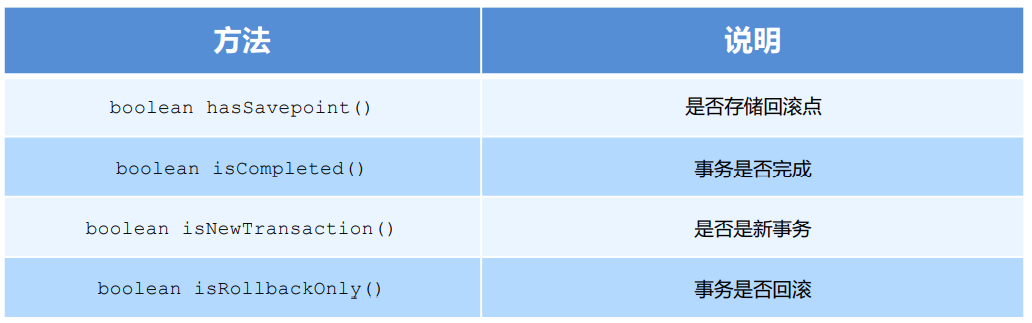 方法 说明
boolean hasSavepoint() 是否存储回滚点
boolean isCompleted() 事务是否完成
boolean isNewTransaction() 是否是新事务
boolean isRollbackOnly() 事务是否回滚